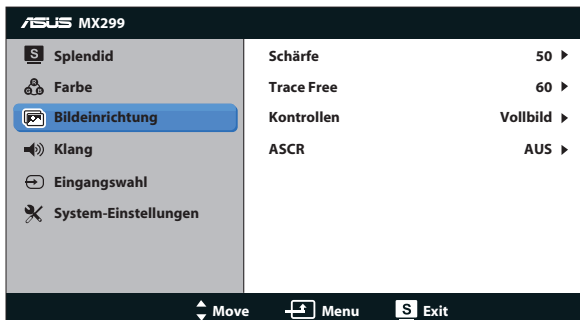 ASUS MX299
S Splendid
Farbe
Bildeinrichtung
Klang
Eingangswahl
System-Einstellungen
Schärfe 50
Trace Free 60
Kontrollen Vollbild
ASCR AUS
Move Menu S Exit